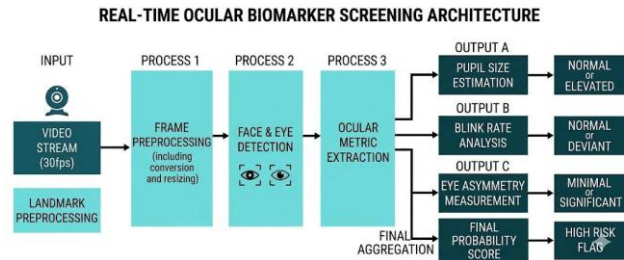 REAL-TIME OCULAR BIOMARKER SCREENING ARCHITECTURE
INPUT
VIDEO
STREAM
(30fps)
LANDMARK
PREPROCESSING
PROCESS 1
FRAME
PREPROCESSING
(including
conversion
and resizing)
PROCESS 2
FACE & EYE
DETECTION
PROCESS 3
OCULAR
METRIC
EXTRACTION
OUTPUT A
PUPIL SIZE
ESTIMATION
NORMAL
or
ELEVATED
OUTPUT B
BLINK RATE
ANALYSIS
NORMAL
or
DEVIANT
OUTPUT C
EYE ASYMMETRY
MEASUREMENT
MINIMAL
or
SIGNIFICANT
FINAL
AGGREGATION
FINAL
PROBABILITY
SCORE
HIGH RISK
FLAG